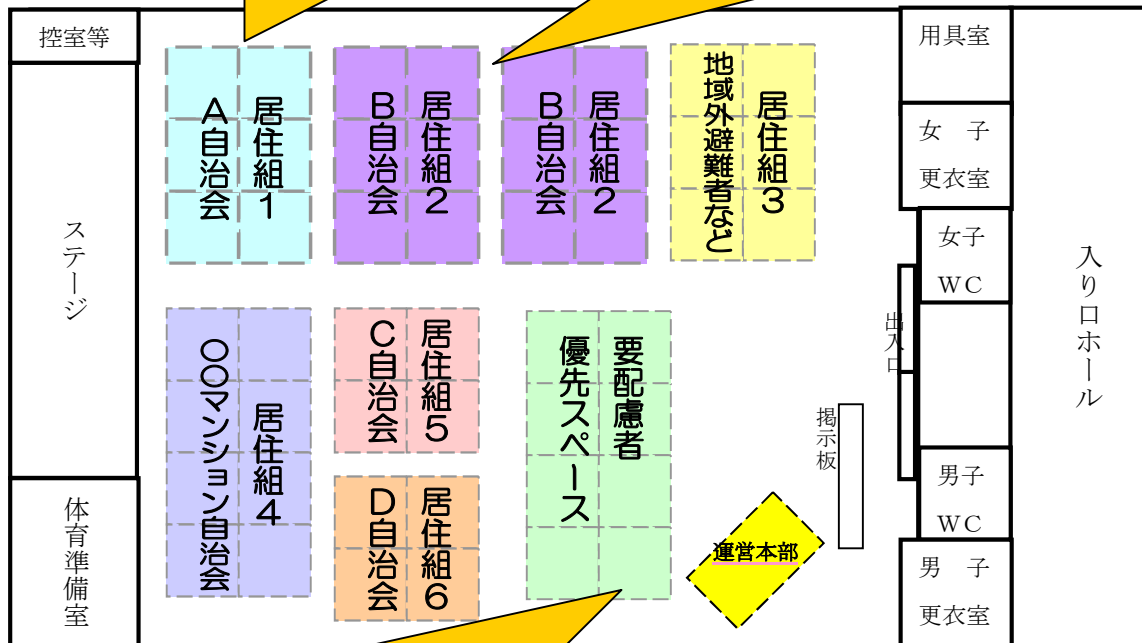 控室等
ステージ
体育準備室
居住組1
A自治会
居住組2
B自治会
居住組2
B自治会
居住組3
地域外避難者など
居住組4
〇〇マンション自治会
居住組5
C自治会
居住組6
D自治会
要配慮者
優先スペース
運営本部
掲示板
出入口
用具室
女 子
更衣室
女子
WC
男子
WC
男 子
更衣室
入り口ホール